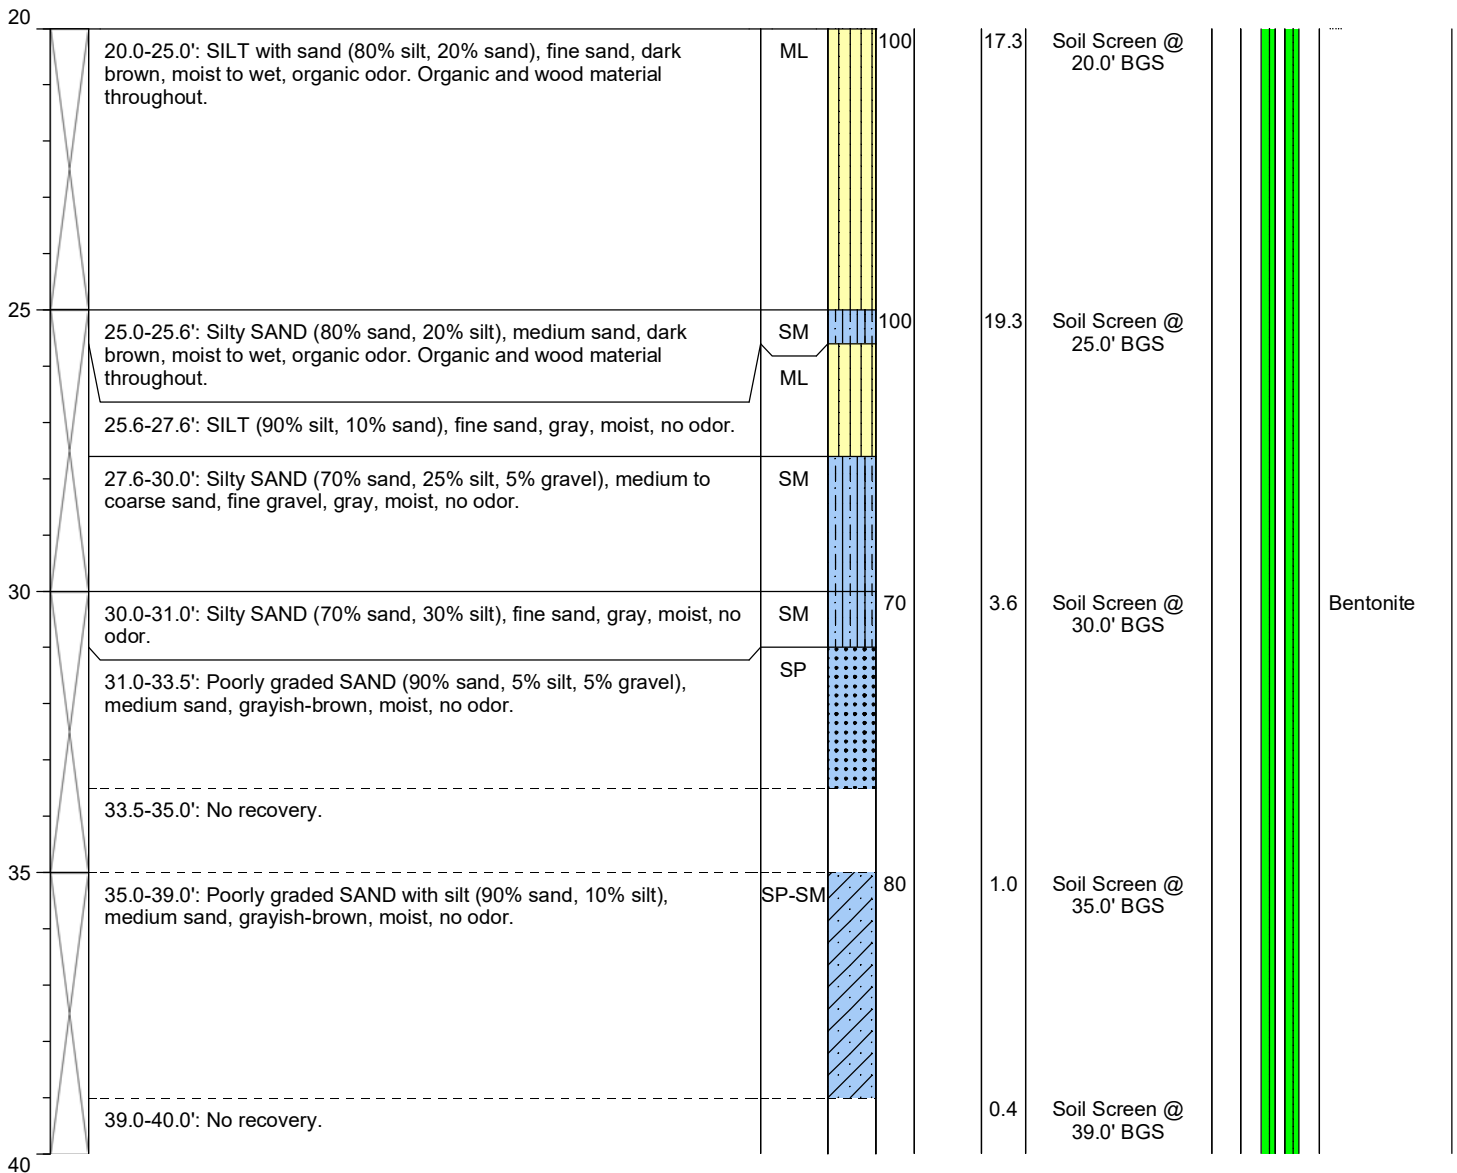 20
20.0-25.0': SILT with sand (80% silt, 20% sand), fine sand, dark
brown, moist to wet, organic odor. Organic and wood material
throughout.
ML
100
17.3
Soil Screen @
20.0' BGS
25
25.0-25.6': Silty SAND (80% sand, 20% silt), medium sand, dark
brown, moist to wet, organic odor. Organic and wood material
throughout.
SM
100
19.3
Soil Screen @
25.0' BGS
ML
25.6-27.6': SILT (90% silt, 10% sand), fine sand, gray, moist, no odor.
27.6-30.0': Silty SAND (70% sand, 25% silt, 5% gravel), medium to
coarse sand, fine gravel, gray, moist, no odor.
SM
30
30.0-31.0': Silty SAND (70% sand, 30% silt), fine sand, gray, moist, no
odor.
SM
70
3.6
Soil Screen @
30.0' BGS
Bentonite
31.0-33.5': Poorly graded SAND (90% sand, 5% silt, 5% gravel),
medium sand, grayish-brown, moist, no odor.
SP
33.5-35.0': No recovery.
35
35.0-39.0': Poorly graded SAND with silt (90% sand, 10% silt),
medium sand, grayish-brown, moist, no odor.
SP-SM
80
1.0
Soil Screen @
35.0' BGS
39.0-40.0': No recovery.
0.4
Soil Screen @
39.0' BGS
40